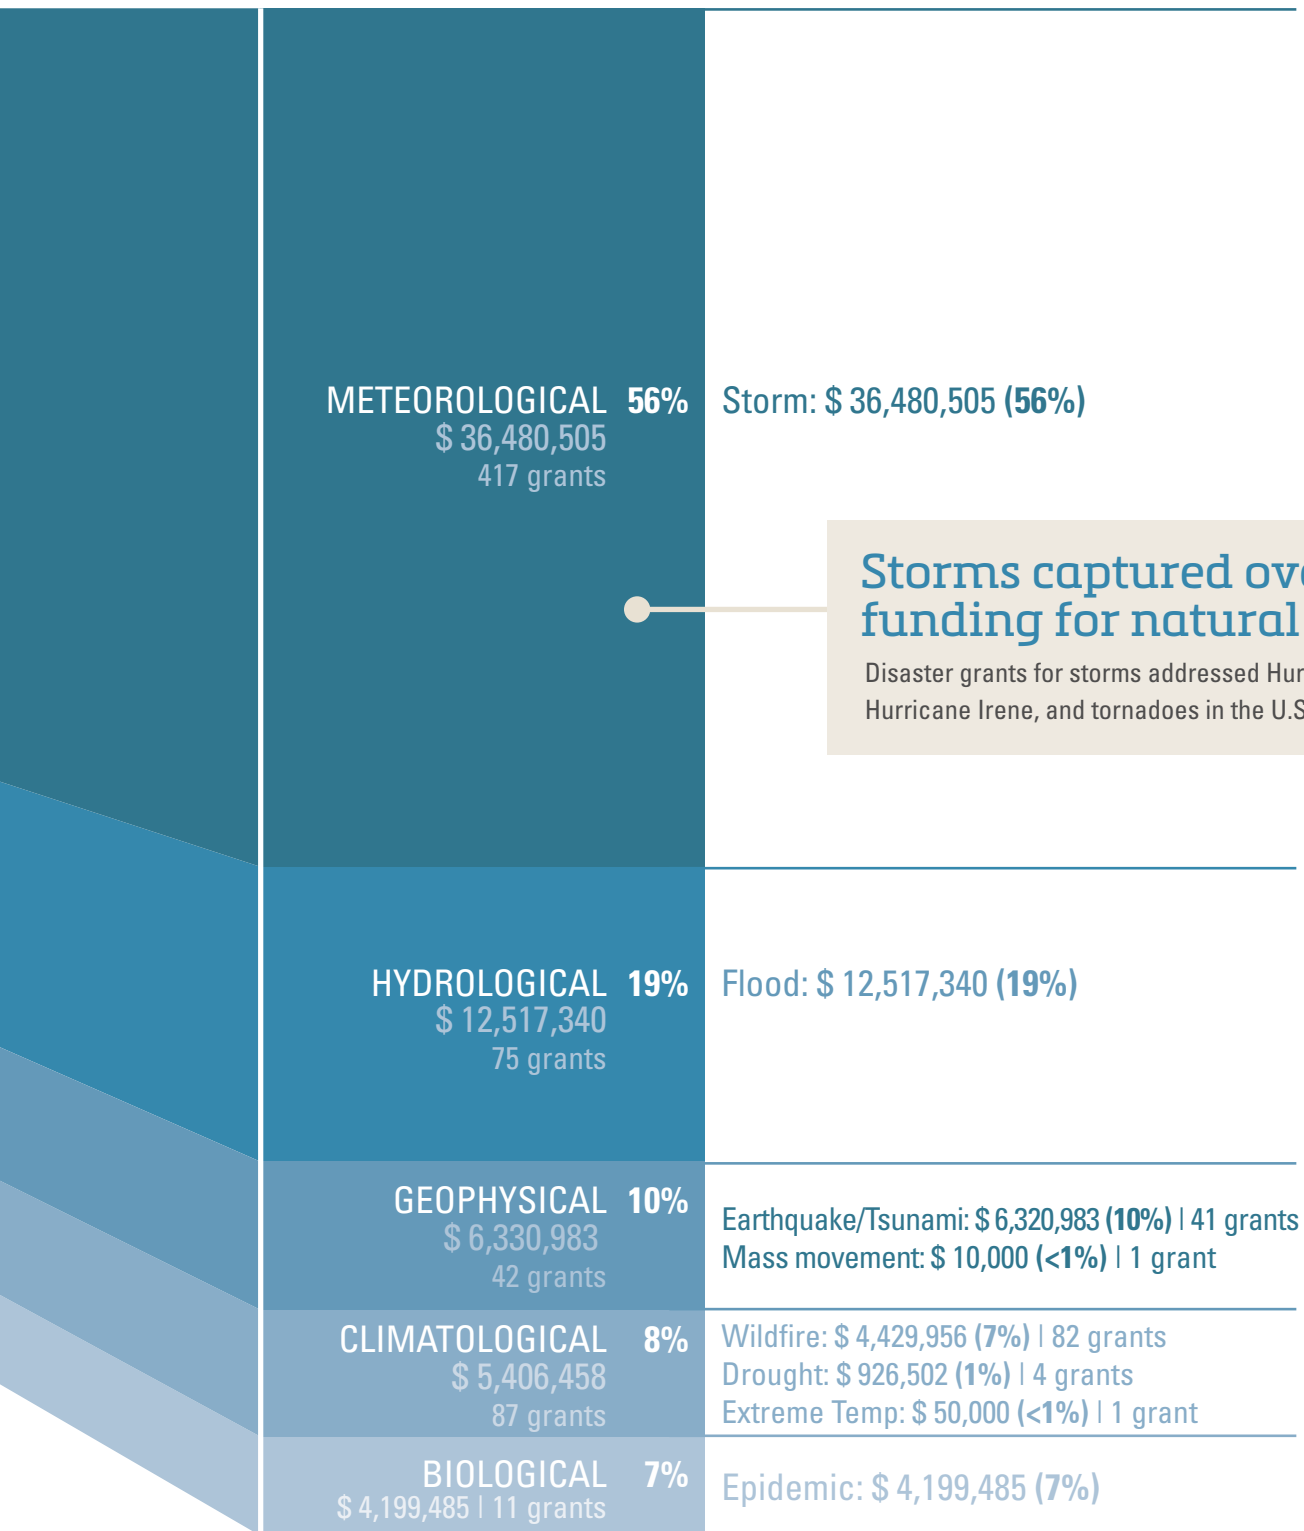 METEOROLOGICAL 56%
$ 36,480,505
417 grants
Storm: $ 36,480,505 (56%)
Storms captured
funding for natural
Disaster grants for storms addressed
Hurricane Irene, and tornadoes in the U.S
HYDROLOGICAL 19%
$ 12,517,340
75 grants
Flood: $ 12,517,340 (19%)
GEOPHYSICAL 10%
$ 6,330,983
42 grants
Earthquake/Tsunami: $ 6,320,983 (10%) | 41 grants
Mass movement: $ 10,000 (<1%) | 1 grant
CLIMATOLOGICAL 8%
$ 5,406,458
87 grants
Wildfire: $ 4,429,956 (7%) | 82 grants
Drought: $ 926,502 (1%) | 4 grants
Extreme Temp: $ 50,000 (<1%) | 1 grant
BIOLOGICAL 7%
$ 4,199,485 | 11 grants
Epidemic: $ 4,199,485 (7%)